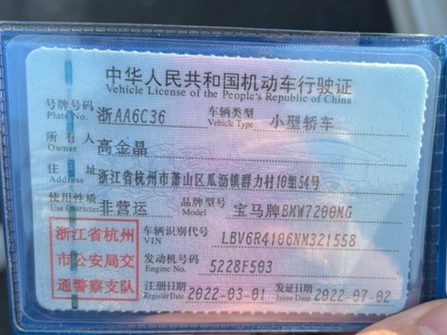 中华人民共和国机动车行驶证
Vehicle License of the People's Republic of China
号牌号码 Plate No. 浙AA6C36 车辆类型 Vehicle Type 小型轿车
所有人 Owner 高金晶
住址 Address 浙江省杭州市萧山区瓜沥镇群力村10组54号
使用性质 Use Character 非营运 品牌型号 Model 宝马牌BMW7200MG
浙江省杭州市公安局交通警察支队
车辆识别代号 VIN LBV6R4106NM321558
发动机号码 Engine No. 5228F503
注册日期 Register Date 2022-03-01 发证日期 Issue Date 2022-07-02